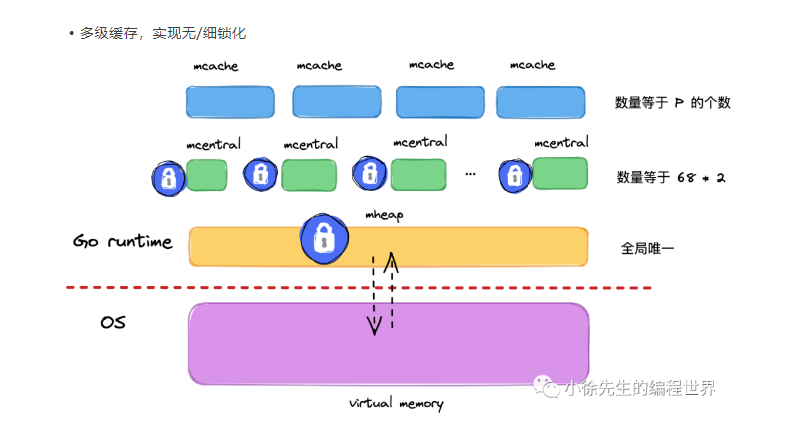 • 多级缓存，实现无/细锁化
mcache mcache mcache mcache
数量等于 P 的个数
mcentral mcentral mcentral mcentral
... 数量等于 68 * 2
mheap
Go runtime 全局唯一
OS
小徐先生的编程世界
virtual memory